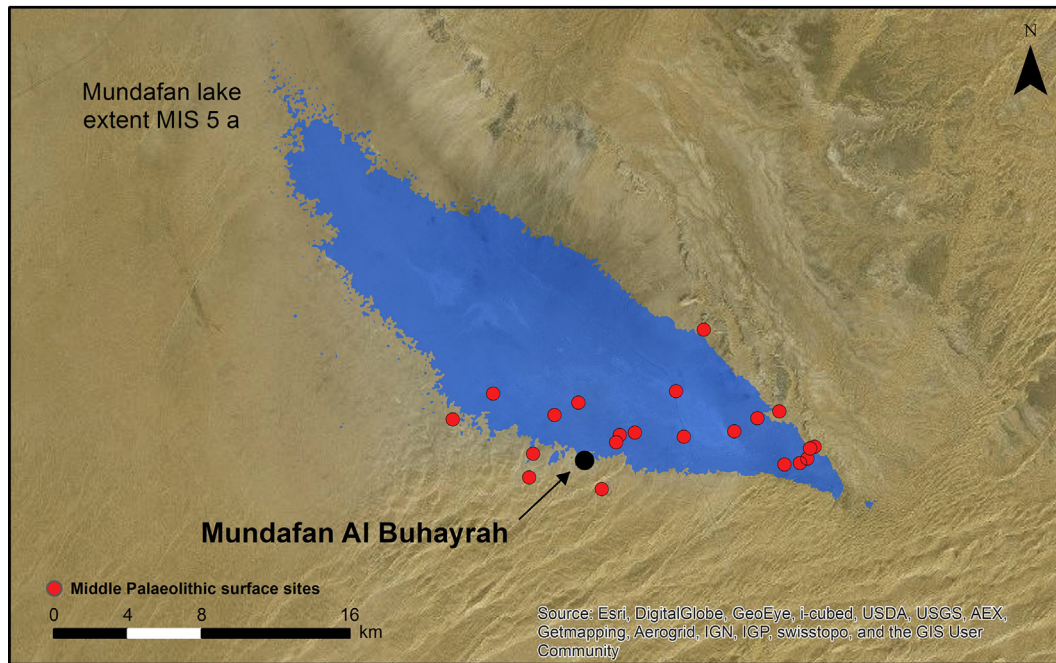 N
Mundafan lake
extent MIS 5 a
Mundafan Al Buhayrah
Middle Palaeolithic surface sites
0 4 8 16
km
Source: Esri, DigitalGlobe, GeoEye, i-cubed, USDA, USGS, AEX,
Getmapping, Aerogrid, IGN, IGP, swisstopo, and the GIS User
Community